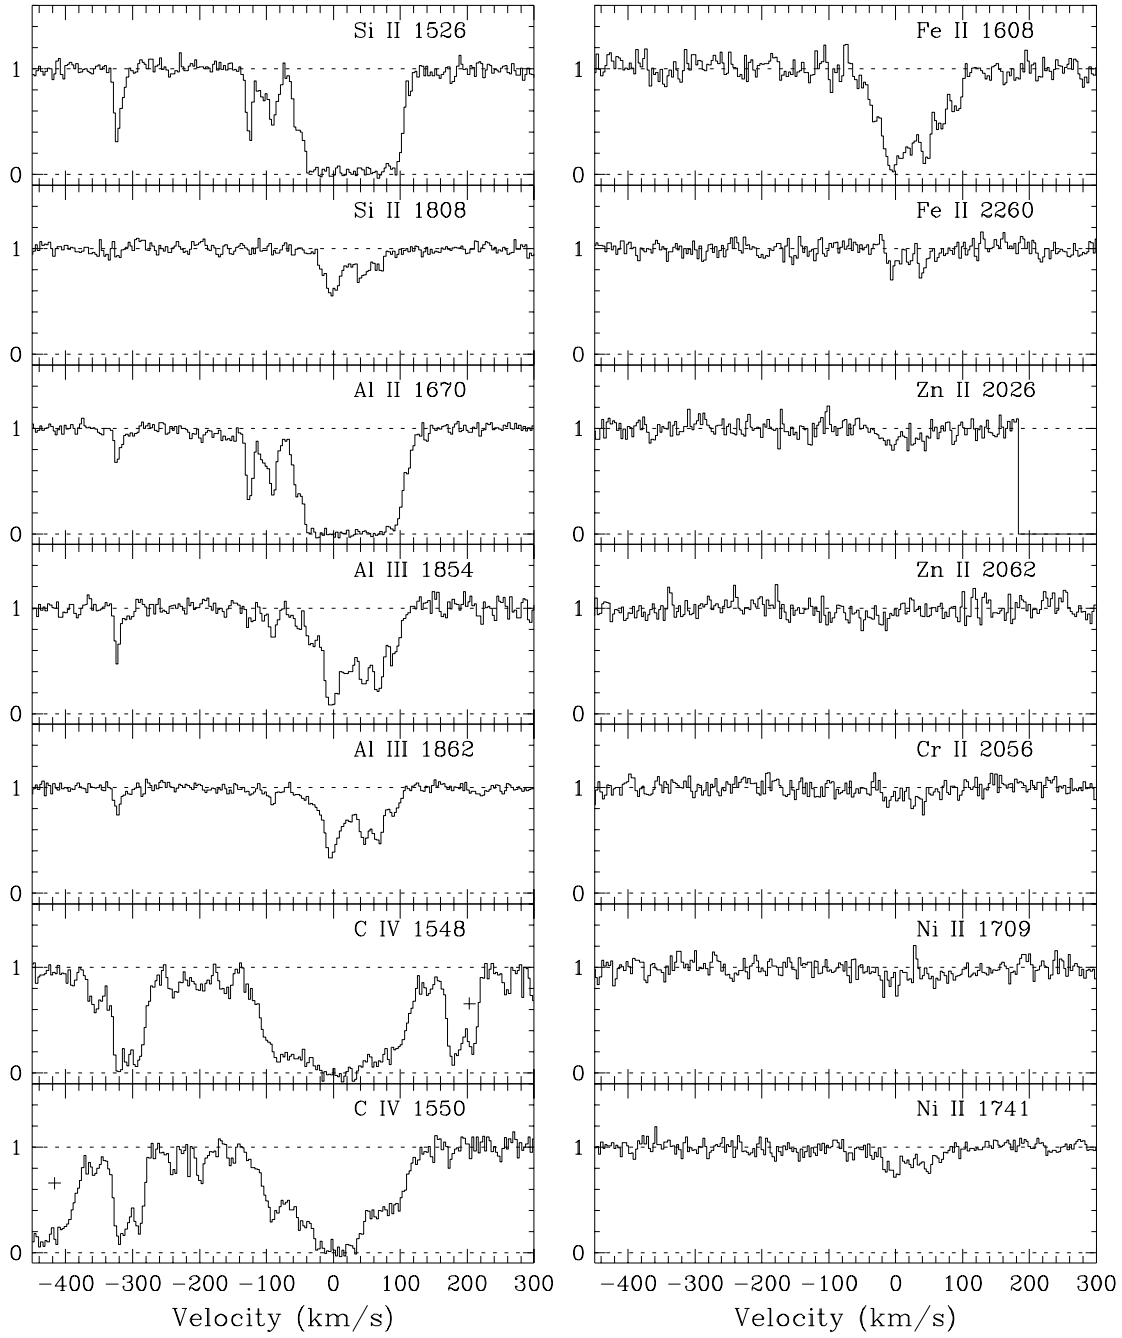 Si II 1526
1
0
Si II 1808
1
0
Al II 1670
1
0
Al III 1854
1
0
Al III 1862
1
0
C IV 1548
1
0
C IV 1550
1
0
−400 −300 −200 −100 0 100 200 300
Velocity (km/s)
Fe II 1608
1
0
Fe II 2260
1
0
Zn II 2026
1
0
Zn II 2062
1
0
Cr II 2056
1
0
Ni II 1709
1
0
Ni II 1741
1
0
−400 −300 −200 −100 0 100 200 300
Velocity (km/s)